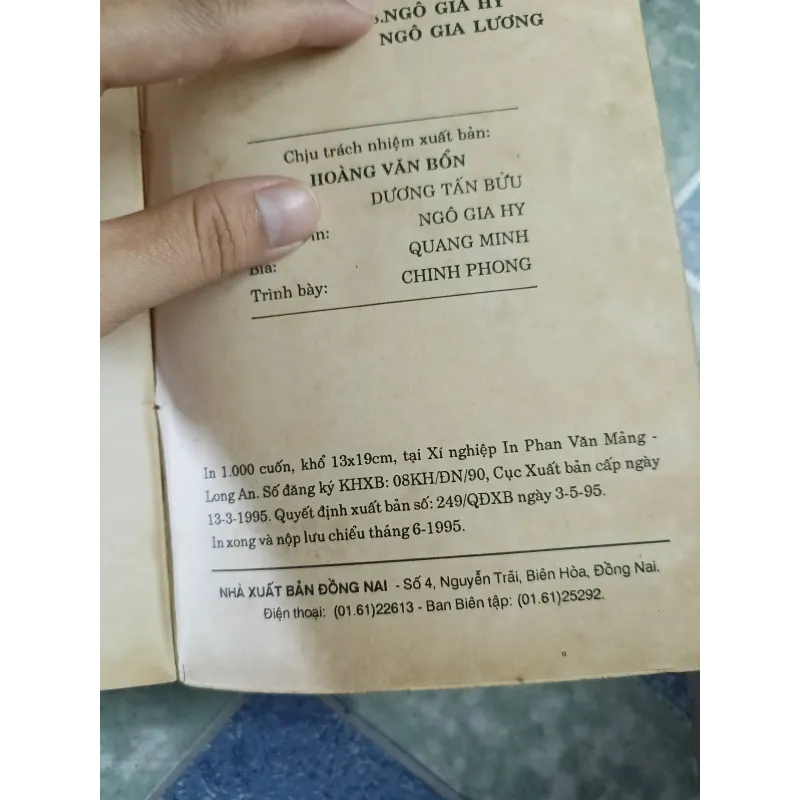 .NGÔ GIA HY
NGÔ GIA LƯƠNG
Chịu trách nhiệm xuất bản:
HOÀNG VĂN BỔN
DƯƠNG TẤN BỬU
in: NGÔ GIA HY
Bìa: QUANG MINH
Trình bày: CHINH PHONG
In 1.000 cuốn, khổ 13x19cm, tại Xí nghiệp In Phan Văn Mảng -
Long An. Số đăng ký KHXB: 08KH/ĐN/90, Cục Xuất bản cấp ngày
13-3-1995. Quyết định xuất bản số: 249/QĐXB ngày 3-5-95.
In xong và nộp lưu chiểu tháng 6-1995.
NHÀ XUẤT BẢN ĐỒNG NAI - Số 4, Nguyễn Trãi, Biên Hòa, Đồng Nai.
Điện thoại: (01.61)22613 - Ban Biên tập: (01.61)25292.